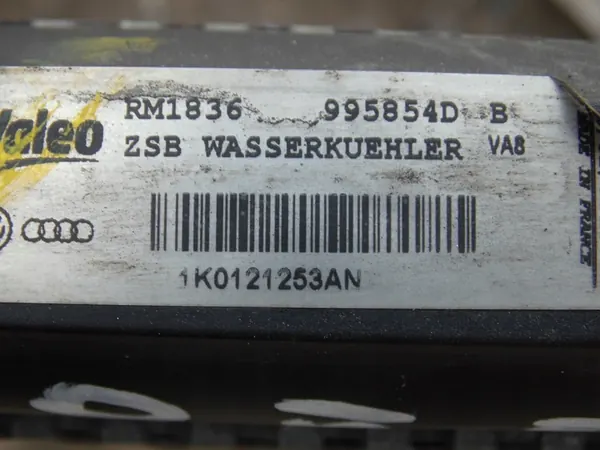 Valeo
RM1836 995854D B
ZSB WASSERKUEHLER VA8
MADE IN FRANCE
1K0121253AN